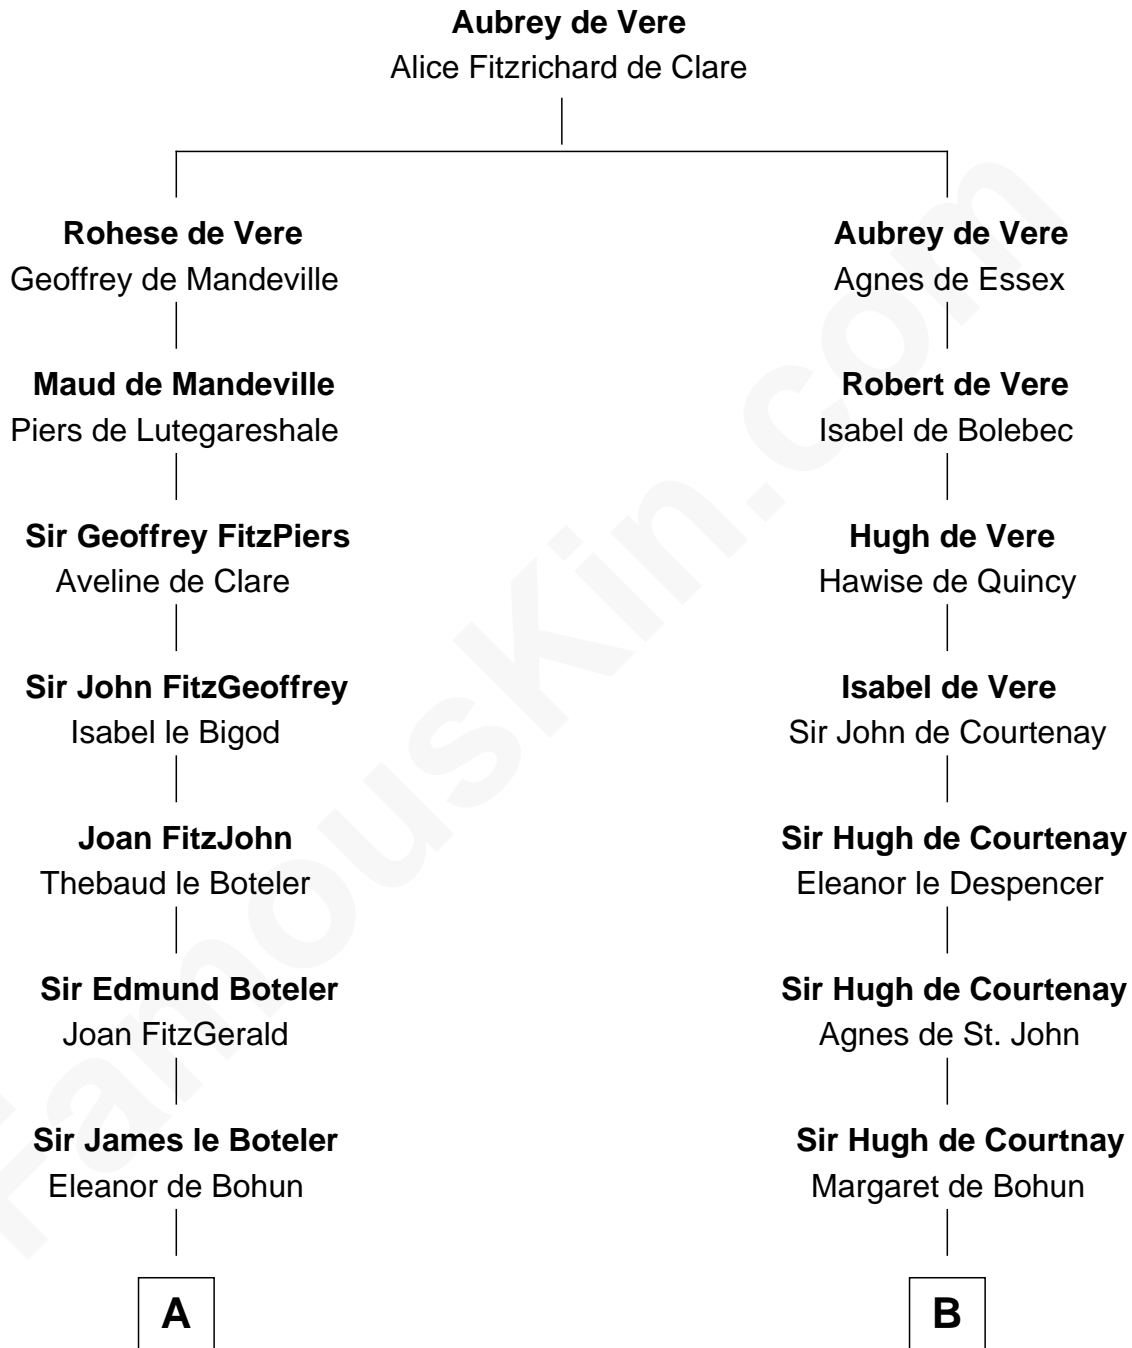 Aubrey de Vere
Alice Fitzrichard de Clare
Rohese de Vere
Geoffrey de Mandeville
Maud de Mandeville
Piers de Lutegareshale
Sir Geoffrey FitzPiers
Aveline de Clare
Sir John FitzGeoffrey
Isabel le Bigod
Joan FitzJohn
Thebaud le Boteler
Sir Edmund Boteler
Joan FitzGerald
Sir James le Boteler
Eleanor de Bohun
A
Aubrey de Vere
Agnes de Essex
Robert de Vere
Isabel de Bolebec
Hugh de Vere
Hawise de Quincy
Isabel de Vere
Sir John de Courtenay
Sir Hugh de Courtenay
Eleanor le Despencer
Sir Hugh de Courtenay
Agnes de St. John
Sir Hugh de Courtnay
Margaret de Bohun
B
FamousKin.com